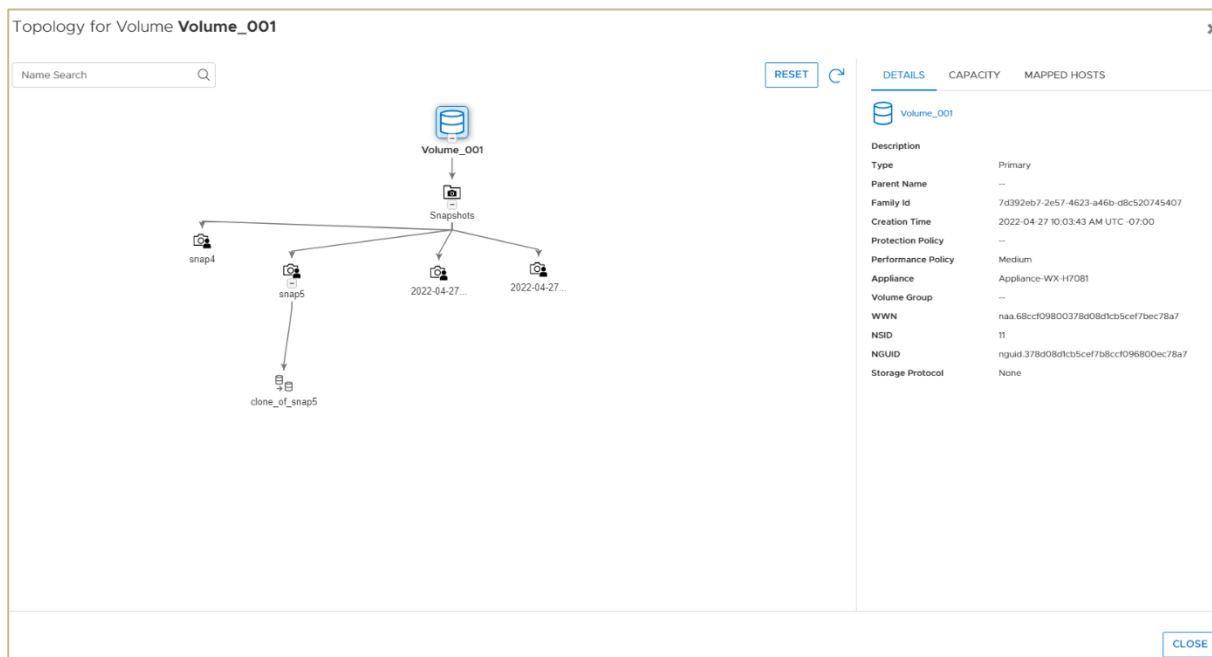 Topology for Volume Volume_001
Name Search
RESET
Volume_001
Snapshots
snap4
snap5
2022-04-27...
2022-04-27...
clone_of_snap5
DETAILS CAPACITY MAPPED HOSTS
Volume_001
Description
Type Primary
Parent Name --
Family Id 7d392eb7-2e57-4623-a46b-d8c520745407
Creation Time 2022-04-27 10:03:43 AM UTC -07:00
Protection Policy --
Performance Policy Medium
Appliance Appliance-WX-H7081
Volume Group --
WWN naa.68ccf09800378d08d1cb5cef7bec78a7
NSID 11
NGUID nguid.378d08d1cb5cef7b8ccf096800ec78a7
Storage Protocol None
CLOSE